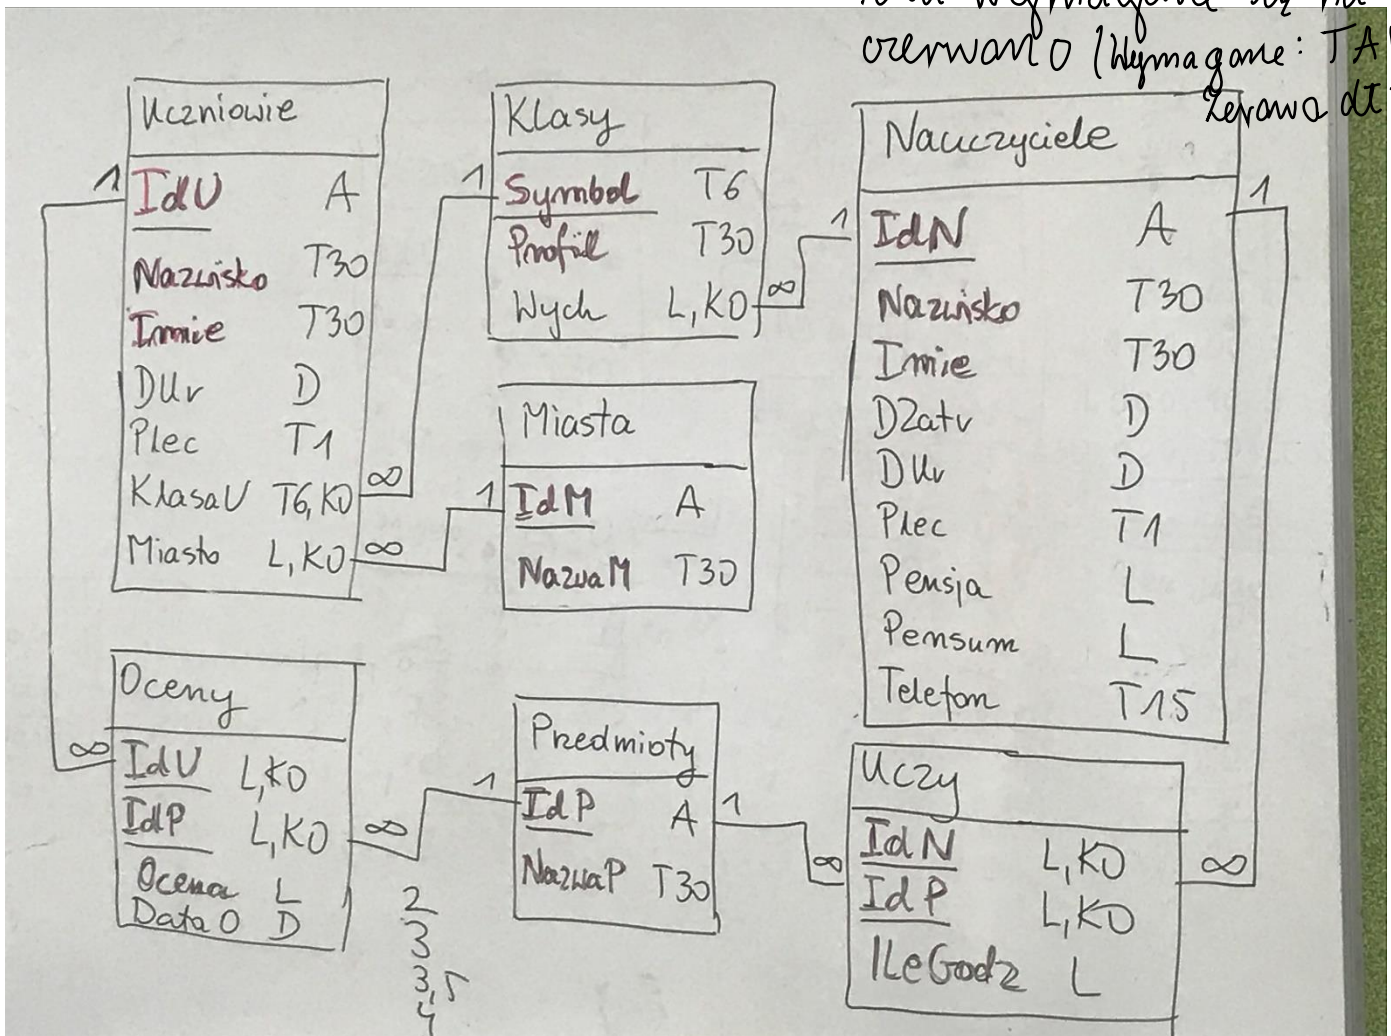 są na
czerwono (Wymagane: TA
Zerowa dł
Uczniowie
1 IdU A
Nazwisko T30
Imie T30
DUr D
Plec T1
KlasaU T6, KO ∞
Miasto L, KO ∞
Klasy
1 Symbol T6
Profil T30
Wych L, KO ∞
Miasta
1 IdM A
NazwaM T30
Nauczyciele
1 IdN A 1
Nazwisko T30
Imie T30
DZatr D
DUr D
Plec T1
Pensja L
Pensum L
Telefon T15
Oceny
∞ IdU L, KO
IdP L, KO ∞
Ocena L
DataO D
2
3
3,5
4
Przedmioty
1 IdP A 1
NazwaP T30
Uczy
IdN L, KO ∞
∞ IdP L, KO
ILeGodz L